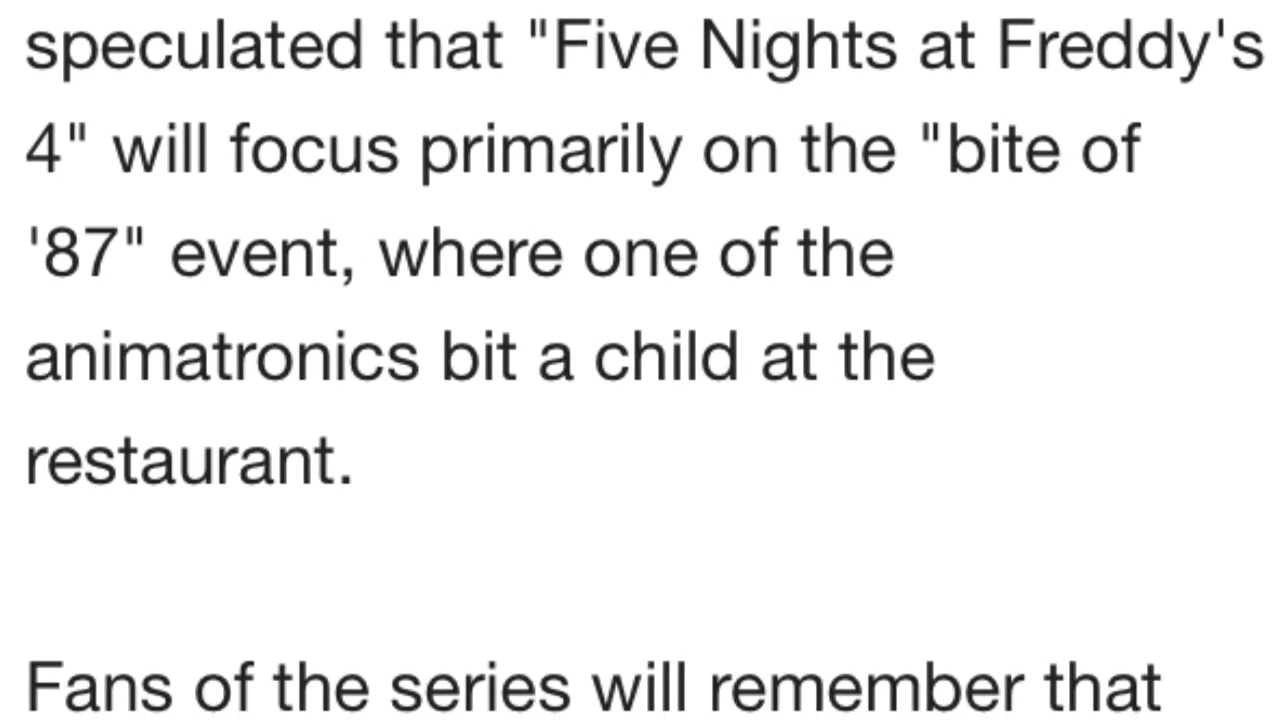 speculated that "Five Nights at Freddy's
4" will focus primarily on the "bite of
'87" event, where one of the
animatronics bit a child at the
restaurant.
Fans of the series will remember that